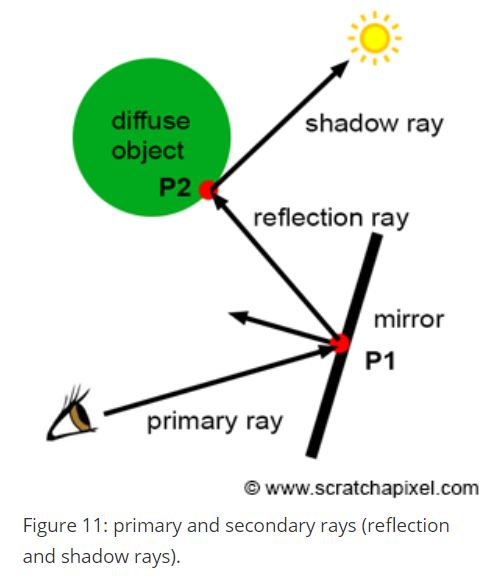 diffuse
object
shadow ray
P2
reflection ray
mirror
P1
primary ray
© www.scratchapixel.com
Figure 11: primary and secondary rays (reflection
and shadow rays).